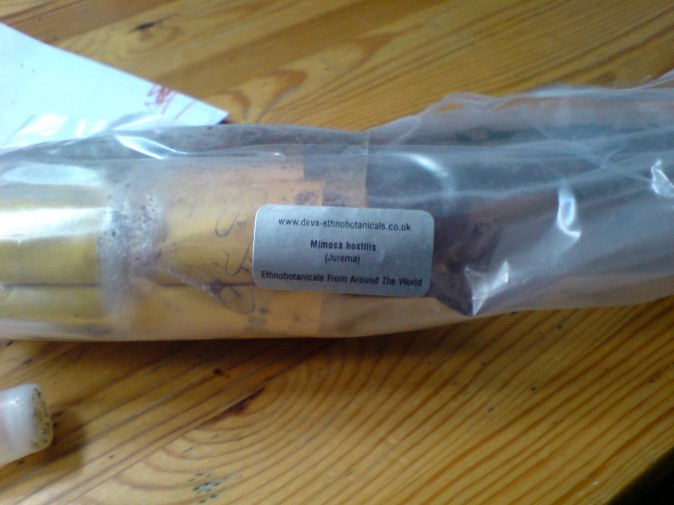 www.deva-ethnobotanicals.co.uk
Mimosa hostilis
(Jurema)
Ethnobotanicals From Around The World